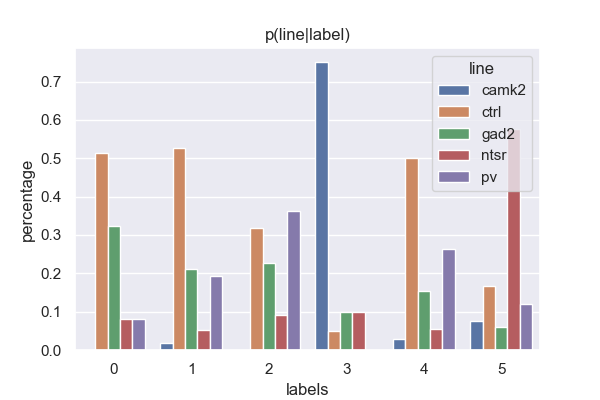 p(line|label)
percentage
0.7
0.6
0.5
0.4
0.3
0.2
0.1
0.0
line
camk2
ctrl
gad2
ntsr
pv
0 1 2 3 4 5
labels